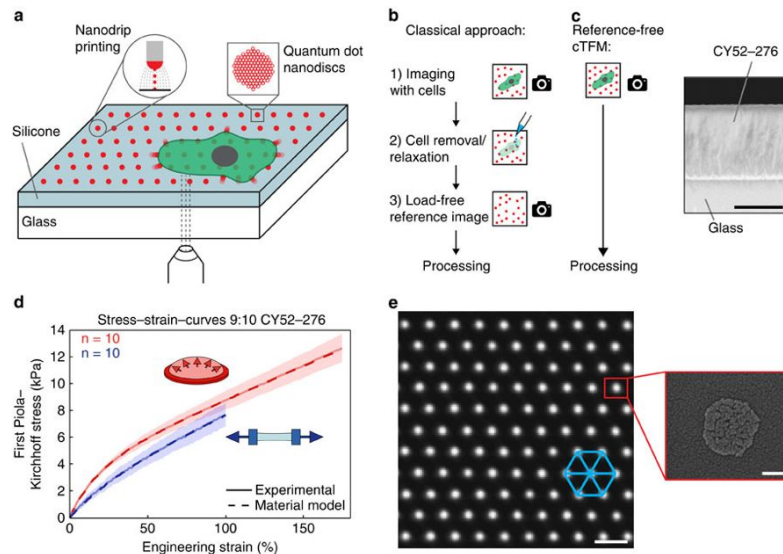 a
Nanodrip
printing
Quantum dot
nanodiscs
Silicone
Glass
b
Classical approach:
1) Imaging
with cells
2) Cell removal/
relaxation
3) Load-free
reference image
Processing
c
Reference-free
cTFM:
Processing
CY52–276
Glass
d
Stress–strain–curves 9:10 CY52–276
n = 10
n = 10
First Piola–
Kirchhoff stress (kPa)
14
12
10
8
6
4
2
0
0
50
100
150
Engineering strain (%)
Experimental
Material model
e